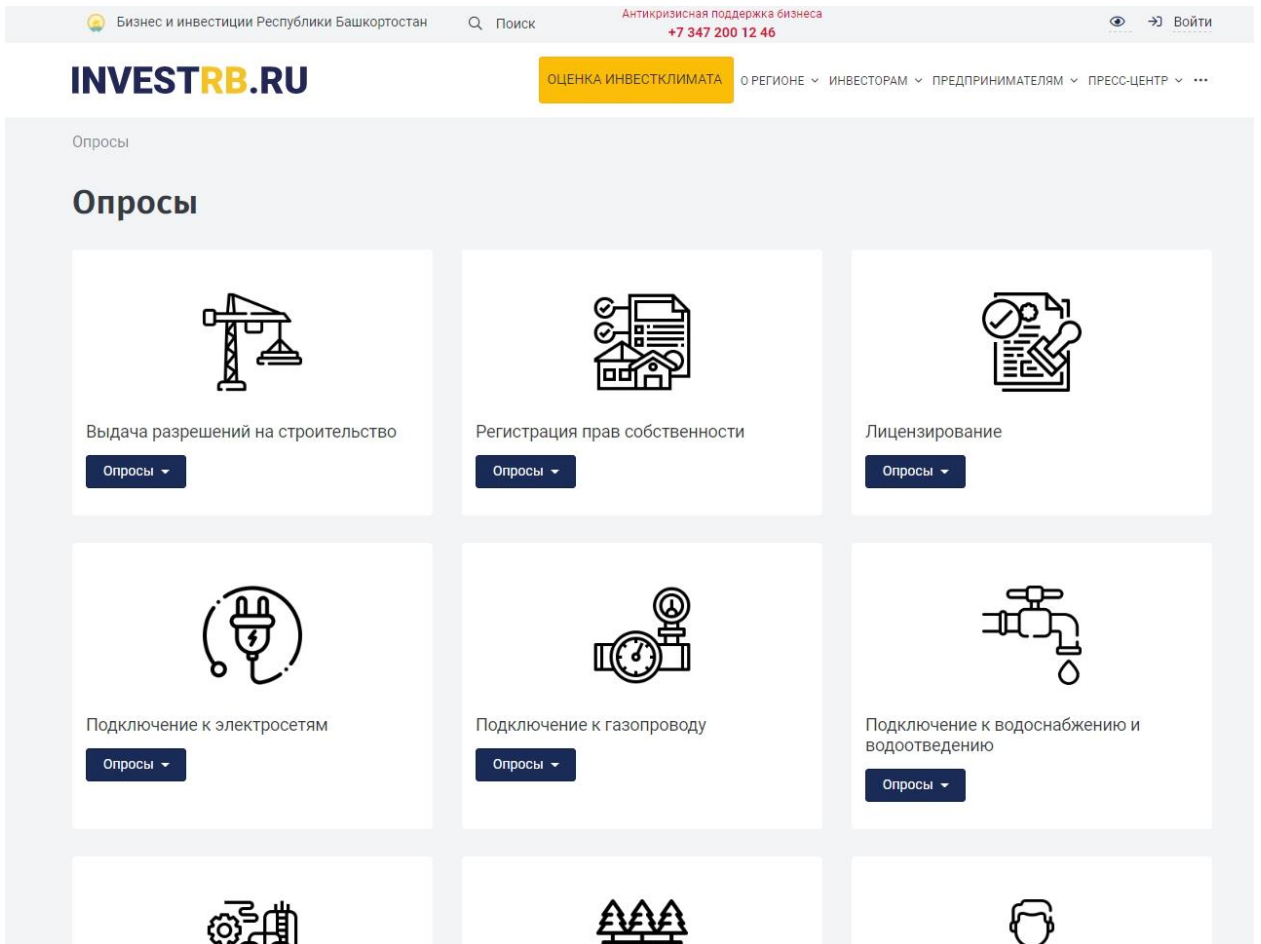 Бизнес и инвестиции Республики Башкортостан
Поиск
Антикризисная поддержка бизнеса
+7 347 200 12 46
Войти
INVESTRB.RU
ОЦЕНКА ИНВЕСТКЛИМАТА
О РЕГИОНЕ
ИНВЕСТОРАМ
ПРЕДПРИНИМАТЕЛЯМ
ПРЕСС-ЦЕНТР
Опросы
Опросы
Выдача разрешений на строительство
Опросы
Регистрация прав собственности
Опросы
Лицензирование
Опросы
Подключение к электросетям
Опросы
Подключение к газопроводу
Опросы
Подключение к водоснабжению и
водоотведению
Опросы